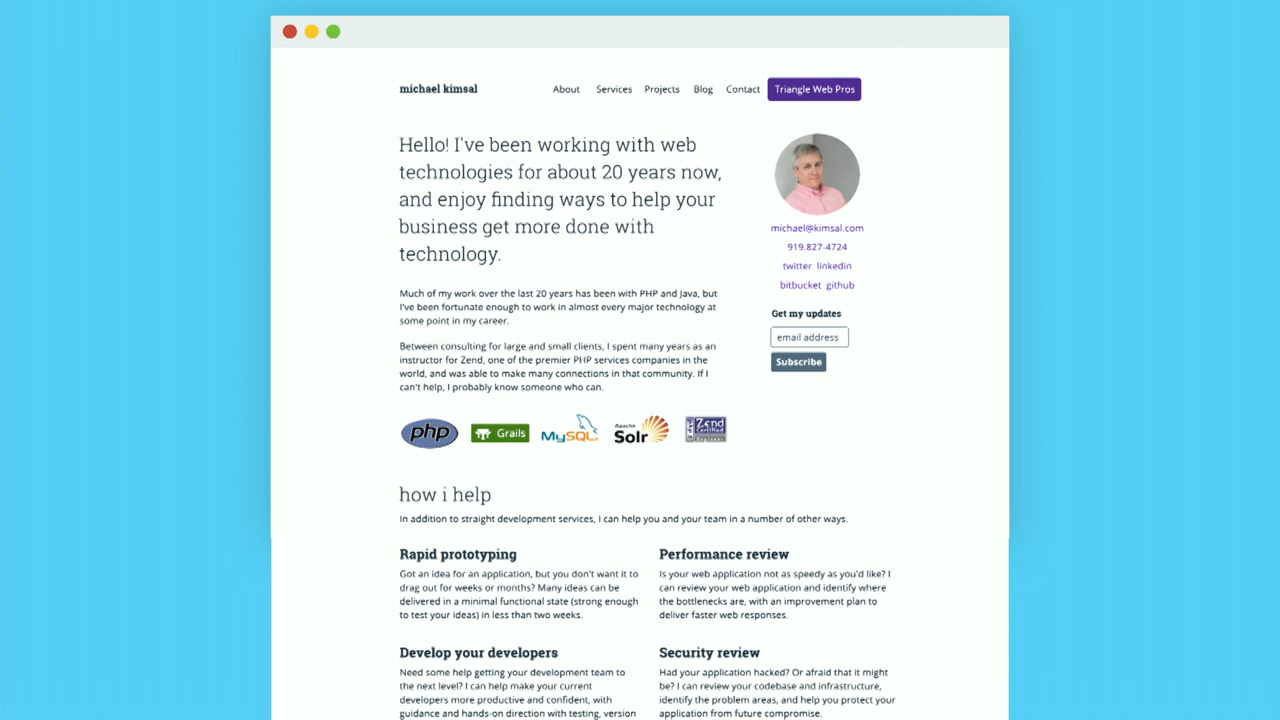 michael kimsal
About Services Projects Blog Contact Triangle Web Pros
Hello! I've been working with web
technologies for about 20 years now,
and enjoy finding ways to help your
business get more done with
technology.
Much of my work over the last 20 years has been with PHP and Java, but
I've been fortunate enough to work in almost every major technology at
some point in my career.
Between consulting for large and small clients, I spent many years as an
instructor for Zend, one of the premier PHP services companies in the
world, and was able to make many connections in that community. If I
can't help, I probably know someone who can.
michael@kimsal.com
919.827-4724
twitter linkedin
bitbucket github
Get my updates
email address
Subscribe
php
Grails
MySQL
Apache
Solr
Zend
Certified
Engineer
how i help
In addition to straight development services, I can help you and your team in a number of other ways.
Rapid prototyping
Got an idea for an application, but you don't want it to
drag out for weeks or months? Many ideas can be
delivered in a minimal functional state (strong enough
to test your ideas) in less than two weeks.
Performance review
Is your web application not as speedy as you'd like? I
can review your web application and identify where
the bottlenecks are, with an improvement plan to
deliver faster web responses.
Develop your developers
Need some help getting your development team to
the next level? I can help make your current
developers more productive and confident, with
guidance and hands-on direction with testing, version
Security review
Had your application hacked? Or afraid that it might
be? I can review your codebase and infrastructure,
identify the problem areas, and help you protect your
application from future compromise.